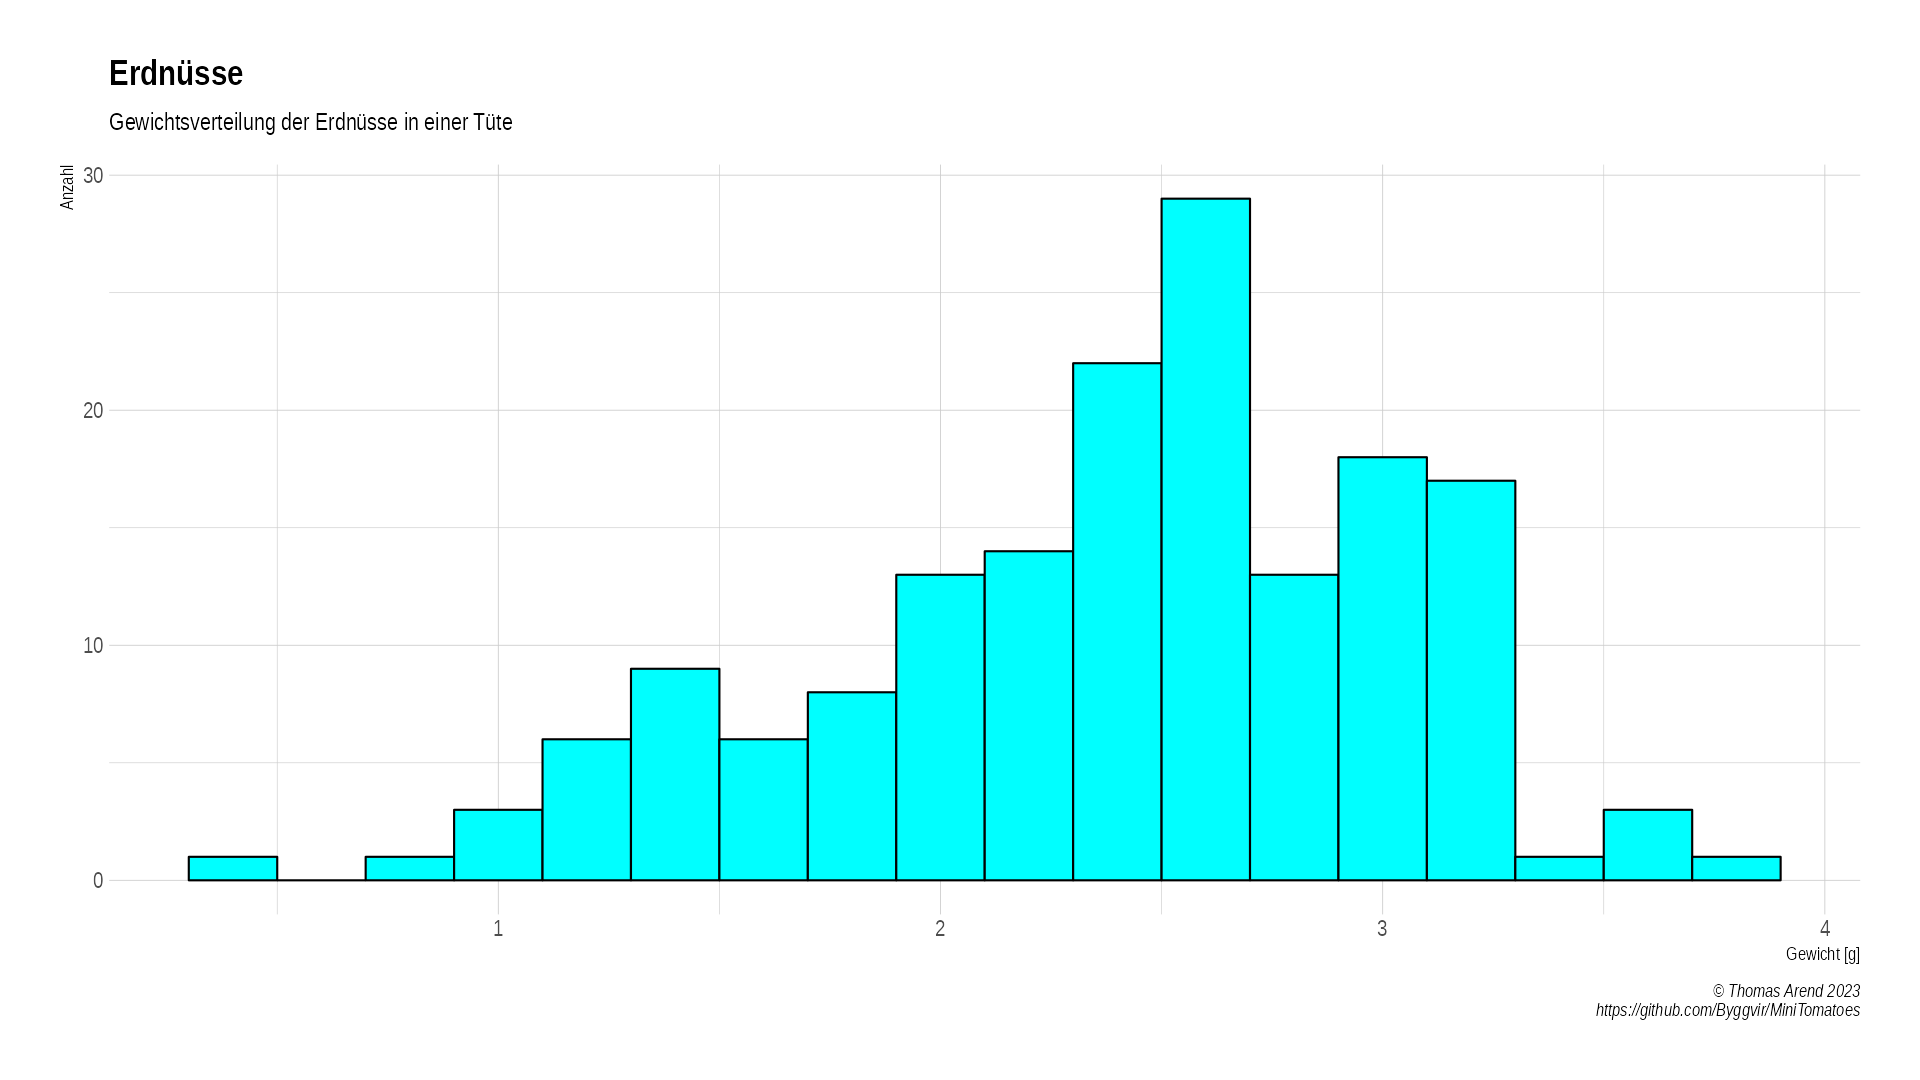 Erdnüsse
Gewichtsverteilung der Erdnüsse in einer Tüte
Anzahl
30
20
10
0
1 2 3 4
Gewicht [g]
© Thomas Arend 2023
https://github.com/Byggvir/MiniTomatoes